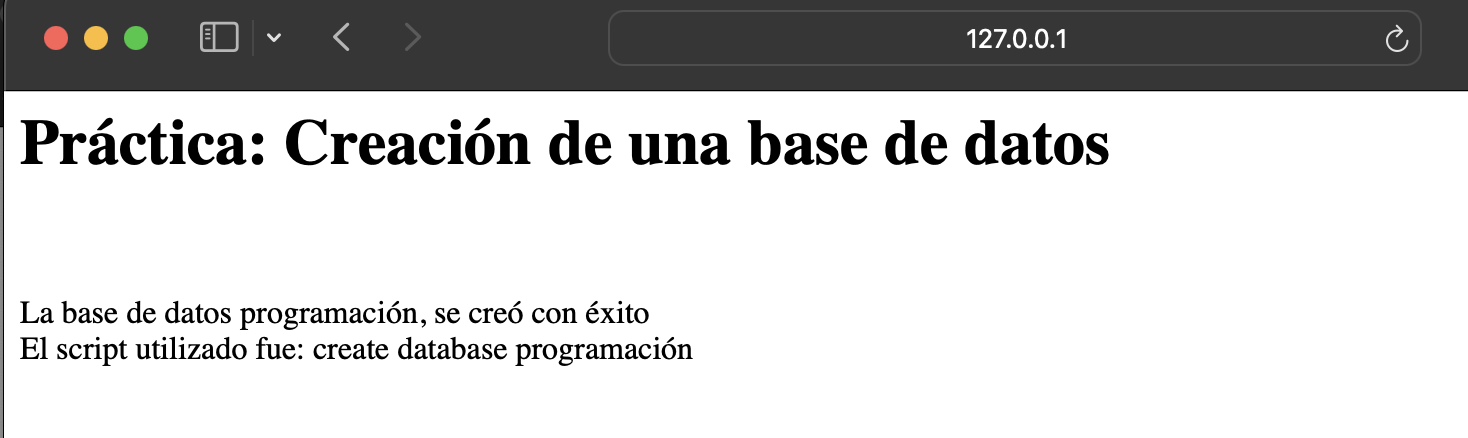 127.0.0.1
Práctica: Creación de una base de datos
La base de datos programación, se creó con éxito
El script utilizado fue: create database programación